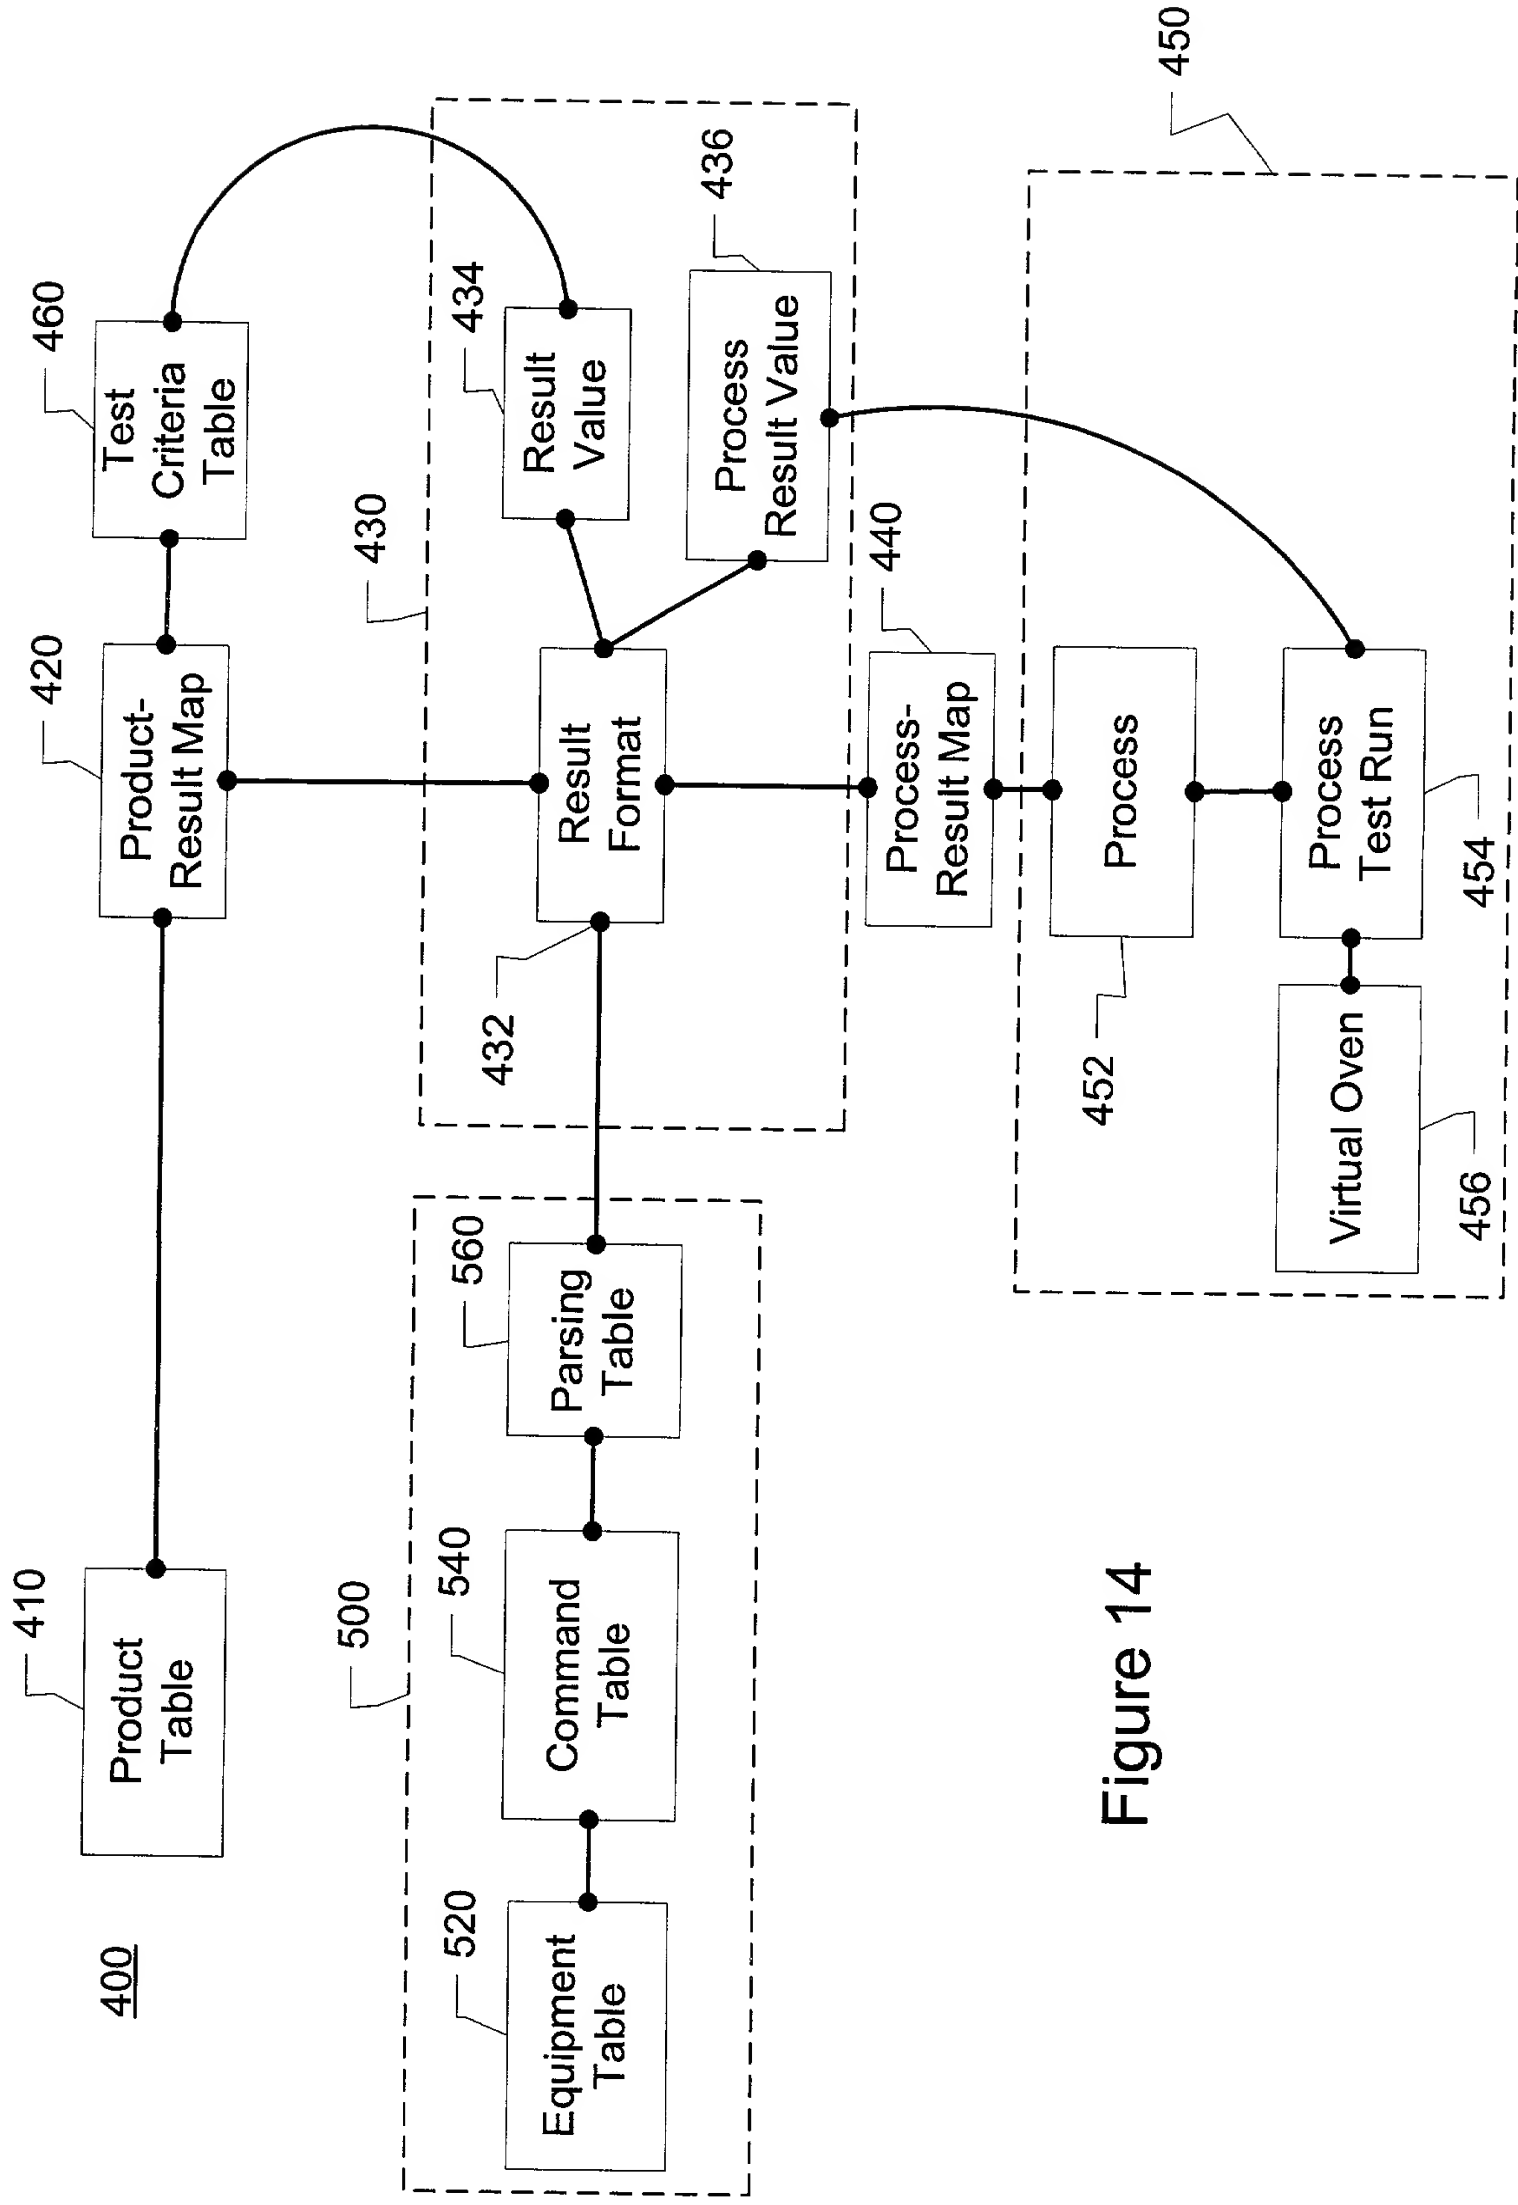 400
410
Product
Table
420
Product-
Result Map
460
Test
Criteria
Table
500
520
Equipment
Table
540
Command
Table
560
Parsing
Table
430
432
Result
Format
434
Result
Value
436
Process
Result Value
440
Process-
Result Map
450
452
Process
454
Process
Test Run
456
Virtual Oven
Figure 14